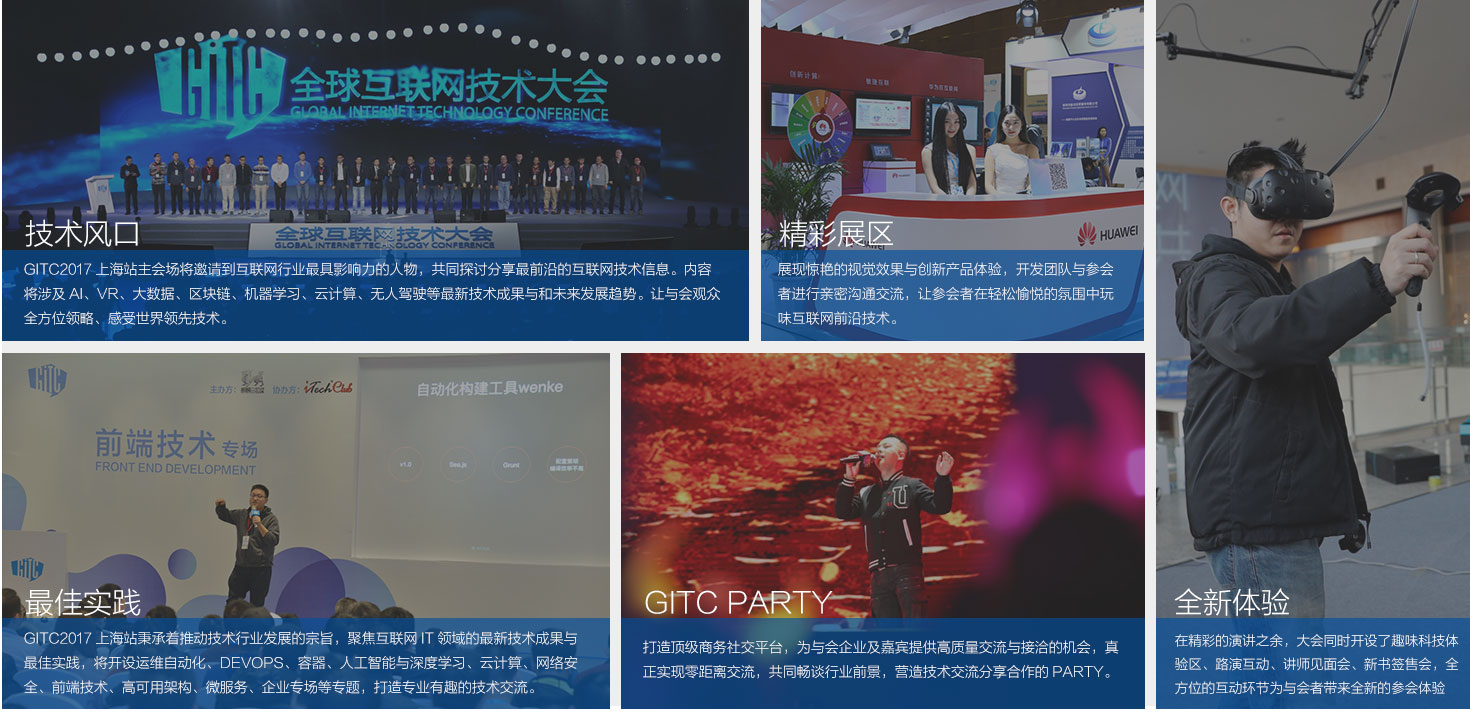 GITC 全球互联网技术大会
GLOBAL INTERNET TECHNOLOGY CONFERENCE
全球互联网技术大会
GLOBAL INTERNET TECHNOLOGY CONFERENCE
技术风口
GITC2017 上海站主会场将邀请到互联网行业最具影响力的人物，共同探讨分享最前沿的互联网技术信息。内容
将涉及 AI、VR、大数据、区块链、机器学习、云计算、无人驾驶等最新技术成果与和未来发展趋势。让与会观众
全方位领略、感受世界领先技术。
创新计算:
敏捷互联
HUAWEI
精彩展区
展现惊艳的视觉效果与创新产品体验，开发团队与参会
者进行亲密沟通交流，让参会者在轻松愉悦的氛围中玩
味互联网前沿技术。
GITC
主办方：
协办方：iTech Club
自动化构建工具wenke
前端技术 专场
FRONT END DEVELOPMENT
v1.0
Sea.js
Grunt
GITC
最佳实践
GITC2017 上海站秉承着推动技术行业发展的宗旨，聚焦互联网 IT 领域的最新技术成果与
最佳实践，将开设运维自动化、DEVOPS、容器、人工智能与深度学习、云计算、网络安
全、前端技术、高可用架构、微服务、企业专场等专题，打造专业有趣的技术交流。
GITC PARTY
打造顶级商务社交平台，为与会企业及嘉宾提供高质量交流与接洽的机会，真
正实现零距离交流，共同畅谈行业前景，营造技术交流分享合作的 PARTY。
全新体验
在精彩的演讲之余，大会同时开设了趣味科技体
验区、路演互动、讲师见面会、新书签售会，全
方位的互动环节为与会者带来全新的参会体验